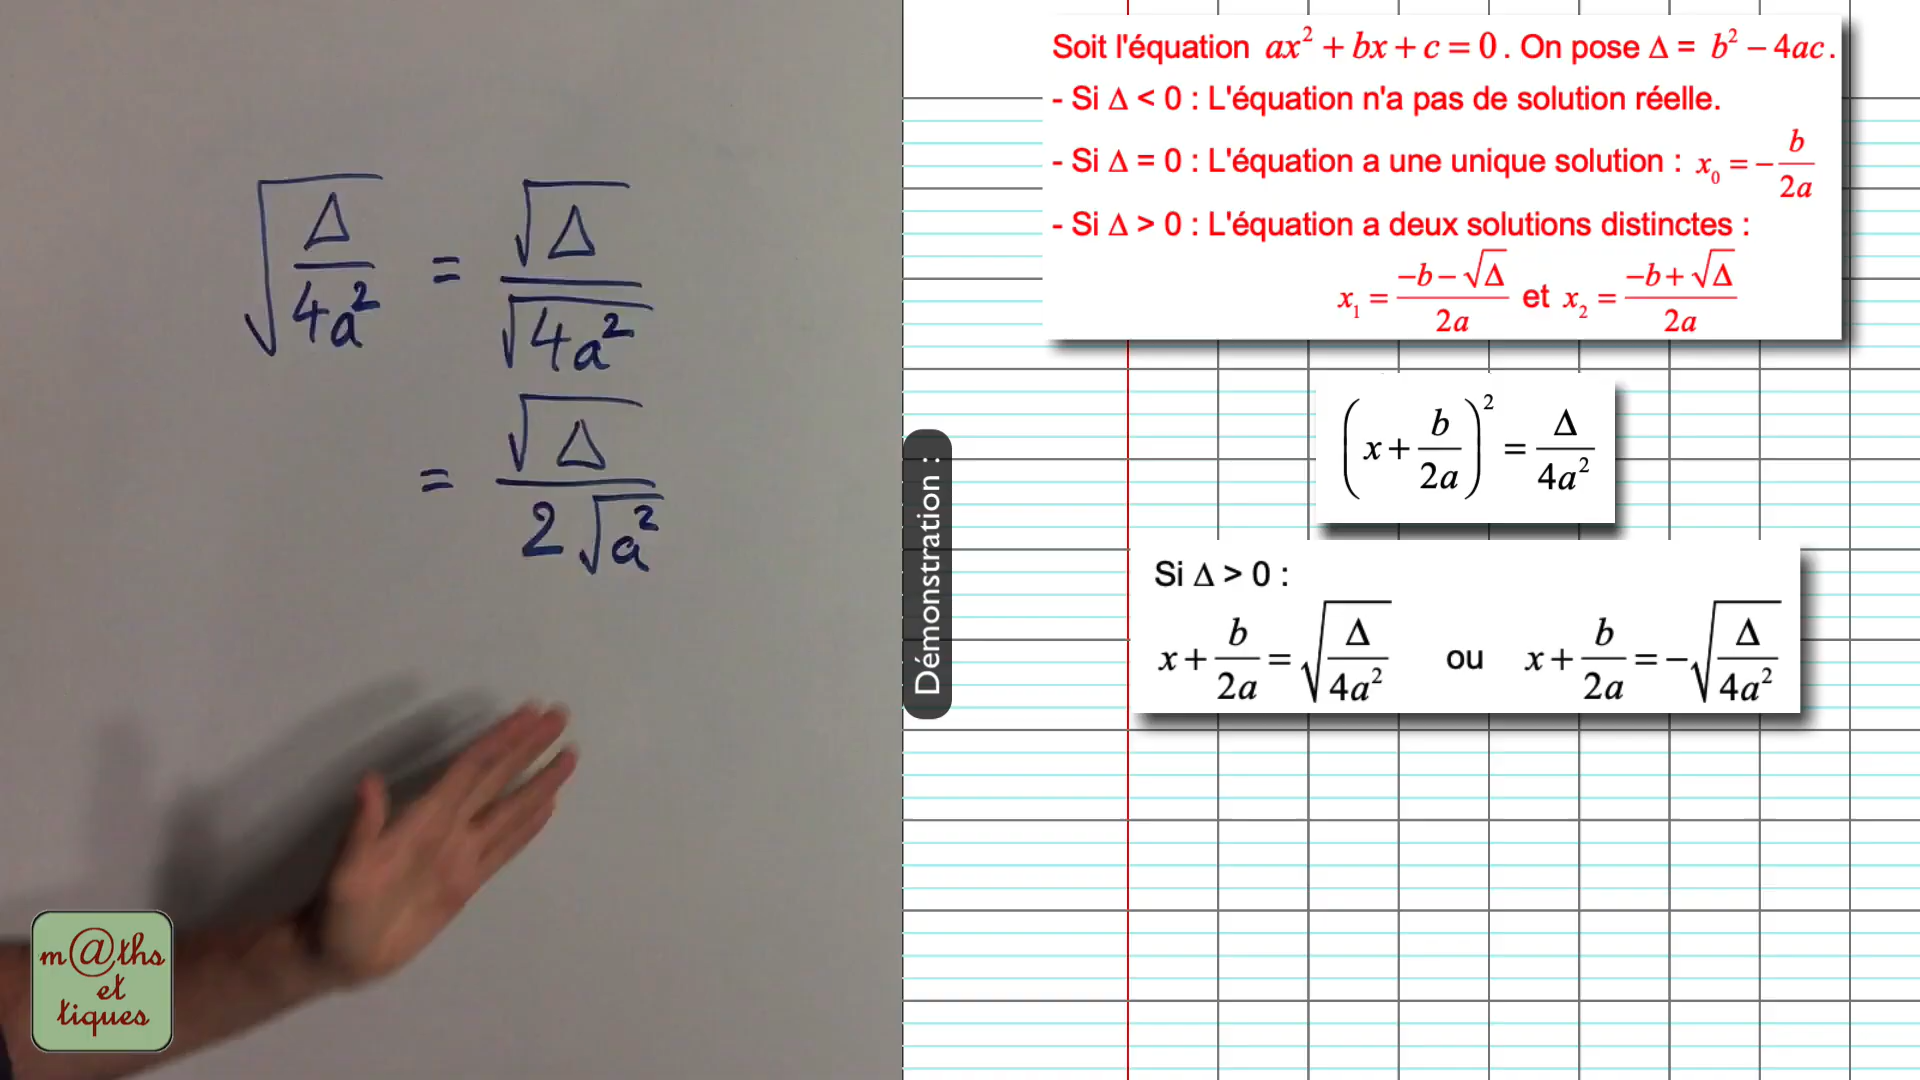 √(Δ/4a²) = √Δ/√4a²
= √Δ/2√a²
m@ths
et
tiques
Démonstration :
Soit l'équation ax² + bx + c = 0. On pose Δ = b² − 4ac.
- Si Δ < 0 : L'équation n'a pas de solution réelle.
- Si Δ = 0 : L'équation a une unique solution : x₀ = −b/2a
- Si Δ > 0 : L'équation a deux solutions distinctes :
x₁ = (−b − √Δ)/2a et x₂ = (−b + √Δ)/2a
(x + b/2a)² = Δ/4a²
Si Δ > 0 :
x + b/2a = √(Δ/4a²) ou x + b/2a = −√(Δ/4a²)